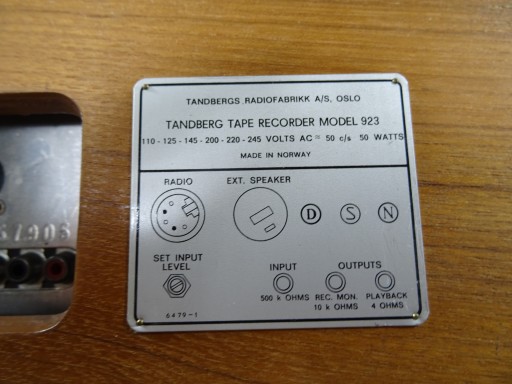 TANDBERGS RADIOFABRIKK A/S, OSLO
TANDBERG TAPE RECORDER MODEL 923
110 - 125 - 145 - 200 - 220 - 245 VOLTS AC ≈ 50 c/s 50 WATTS
MADE IN NORWAY
RADIO
EXT. SPEAKER
D S N
SET INPUT
LEVEL
INPUT
500 k OHMS
OUTPUTS
REC. MON.
10 k OHMS
PLAYBACK
4 OHMS
6479-1